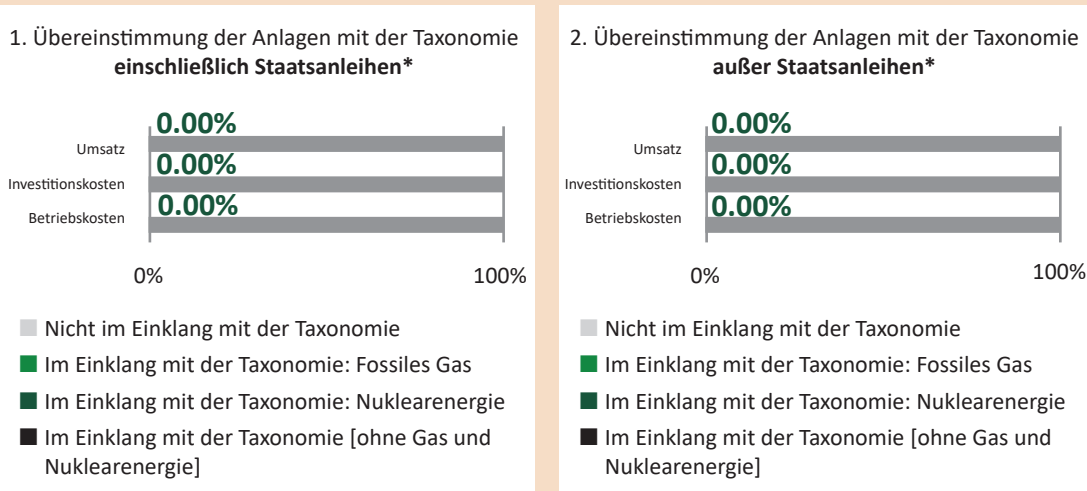 1. Übereinstimmung der Anlagen mit der Taxonomie
einschließlich Staatsanleihen*
0.00%
Umsatz
0.00%
Investitionskosten
0.00%
Betriebskosten
0%
100%
Nicht im Einklang mit der Taxonomie
Im Einklang mit der Taxonomie: Fossiles Gas
Im Einklang mit der Taxonomie: Nuklearenergie
Im Einklang mit der Taxonomie [ohne Gas und
Nuklearenergie]
2. Übereinstimmung der Anlagen mit der Taxonomie
außer Staatsanleihen*
0.00%
Umsatz
0.00%
Investitionskosten
0.00%
Betriebskosten
0%
100%
Nicht im Einklang mit der Taxonomie
Im Einklang mit der Taxonomie: Fossiles Gas
Im Einklang mit der Taxonomie: Nuklearenergie
Im Einklang mit der Taxonomie [ohne Gas und
Nuklearenergie]